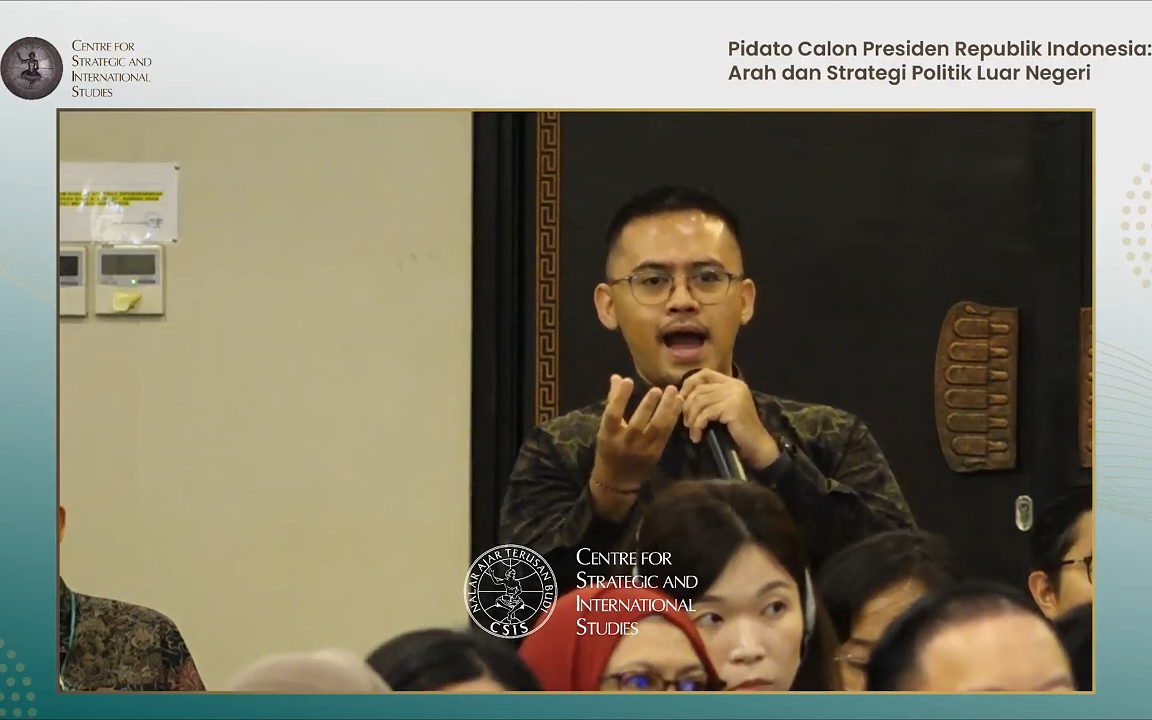 CENTRE FOR
STRATEGIC AND
INTERNATIONAL
STUDIES
Pidato Calon Presiden Republik Indonesia:
Arah dan Strategi Politik Luar Negeri
NALAR AJAR TERUSAN BUDI
CSIS
CENTRE FOR
STRATEGIC AND
INTERNATIONAL
STUDIES